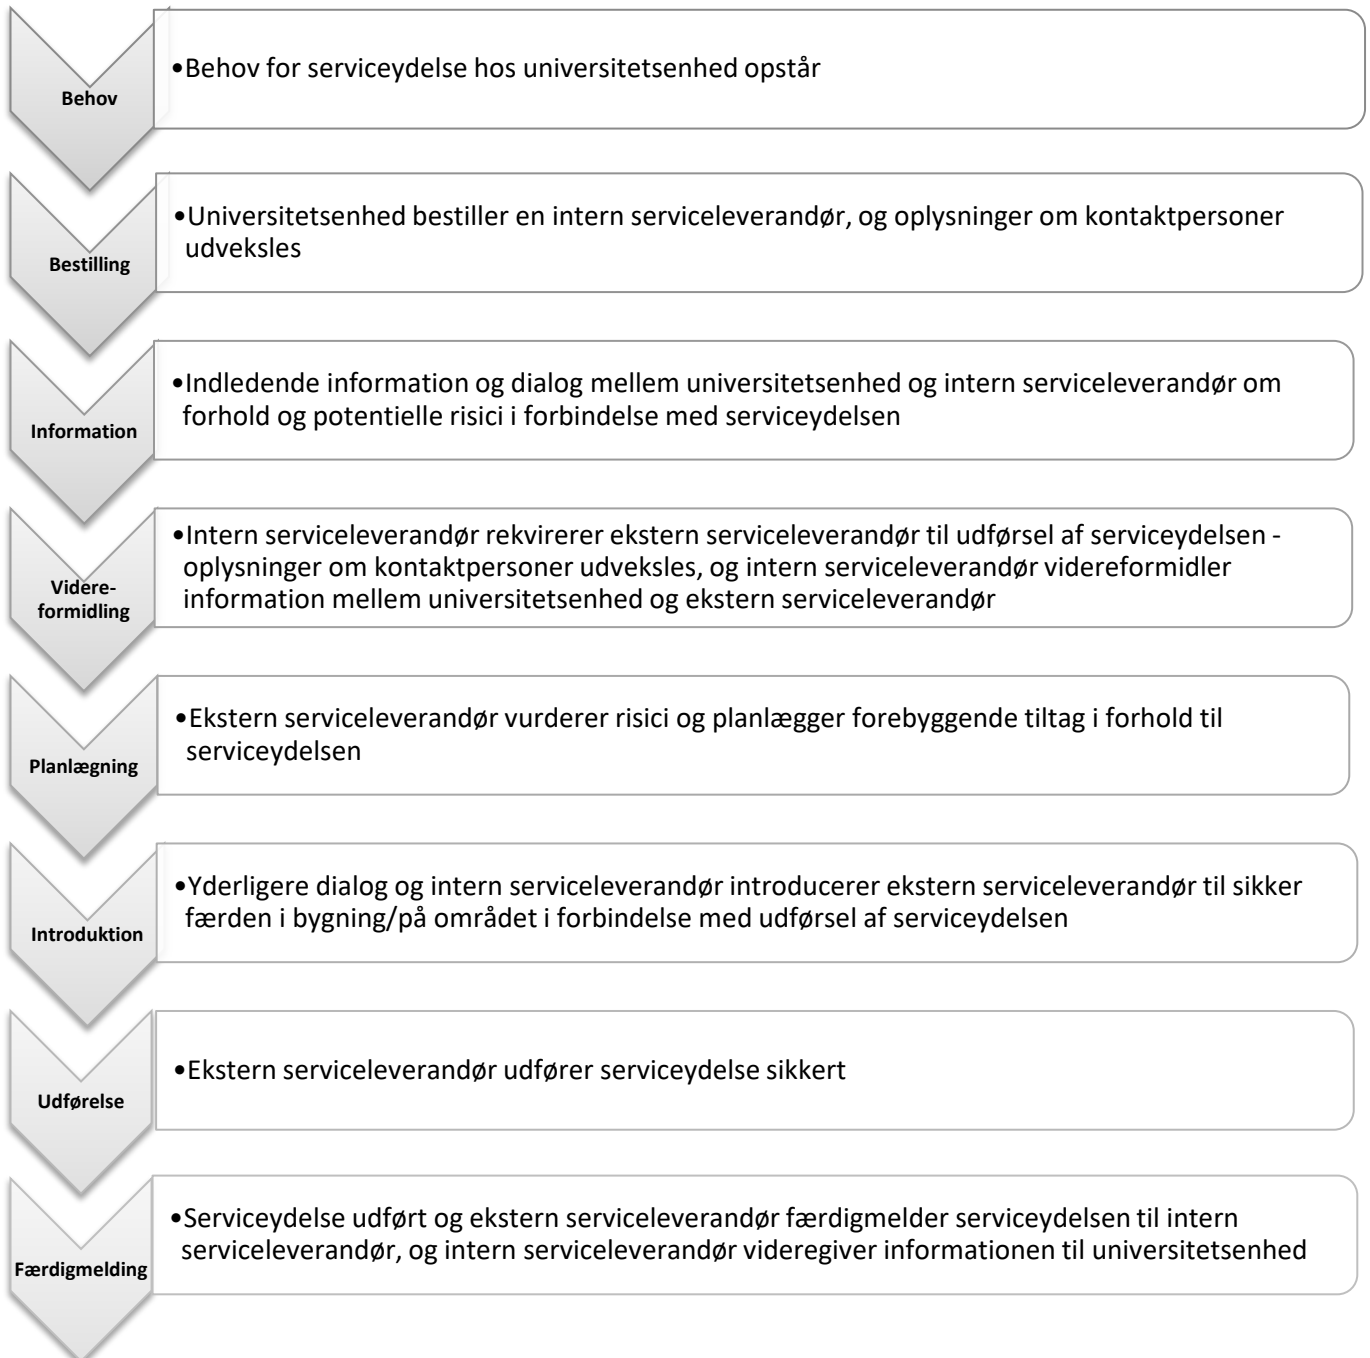 Behov
•Behov for serviceydelse hos universitetsenhed opstår
Bestilling
•Universitetsenhed bestiller en intern serviceleverandør, og oplysninger om kontaktpersoner
udveksles
Information
•Indledende information og dialog mellem universitetsenhed og intern serviceleverandør om
forhold og potentielle risici i forbindelse med serviceydelsen
Videre-
formidling
•Intern serviceleverandør rekvirerer ekstern serviceleverandør til udførsel af serviceydelsen -
oplysninger om kontaktpersoner udveksles, og intern serviceleverandør videreformidler
information mellem universitetsenhed og ekstern serviceleverandør
Planlægning
•Ekstern serviceleverandør vurderer risici og planlægger forebyggende tiltag i forhold til
serviceydelsen
Introduktion
•Yderligere dialog og intern serviceleverandør introducerer ekstern serviceleverandør til sikker
færden i bygning/på området i forbindelse med udførsel af serviceydelsen
Udførelse
•Ekstern serviceleverandør udfører serviceydelse sikkert
Færdigmelding
•Serviceydelse udført og ekstern serviceleverandør færdigmelder serviceydelsen til intern
serviceleverandør, og intern serviceleverandør videregiver informationen til universitetsenhed